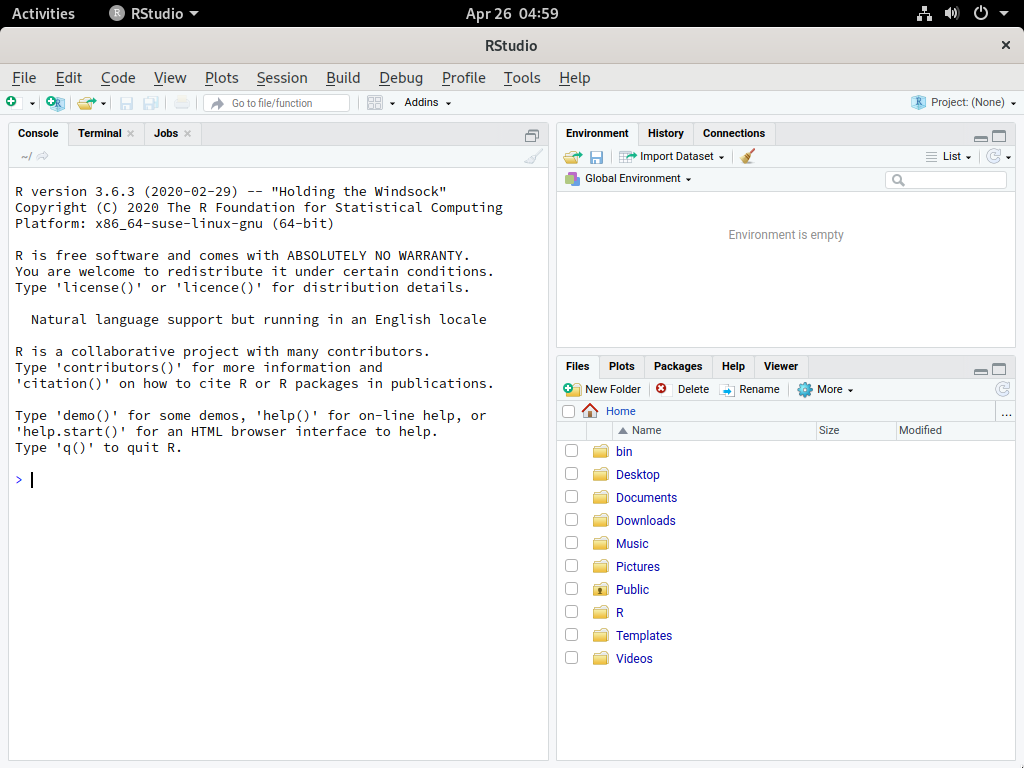 Activities RStudio Apr 26 04:59
RStudio
File Edit Code View Plots Session Build Debug Profile Tools Help
Go to file/function Addins Project: (None)
Console Terminal Jobs
~/
R version 3.6.3 (2020-02-29) -- "Holding the Windsock"
Copyright (C) 2020 The R Foundation for Statistical Computing
Platform: x86_64-suse-linux-gnu (64-bit)
R is free software and comes with ABSOLUTELY NO WARRANTY.
You are welcome to redistribute it under certain conditions.
Type 'license()' or 'licence()' for distribution details.
Natural language support but running in an English locale
R is a collaborative project with many contributors.
Type 'contributors()' for more information and
'citation()' on how to cite R or R packages in publications.
Type 'demo()' for some demos, 'help()' for on-line help, or
'help.start()' for an HTML browser interface to help.
Type 'q()' to quit R.
>
Environment History Connections
Import Dataset List
Global Environment
Environment is empty
Files Plots Packages Help Viewer
New Folder Delete Rename More
Home ...
Name Size Modified
bin
Desktop
Documents
Downloads
Music
Pictures
Public
R
Templates
Videos